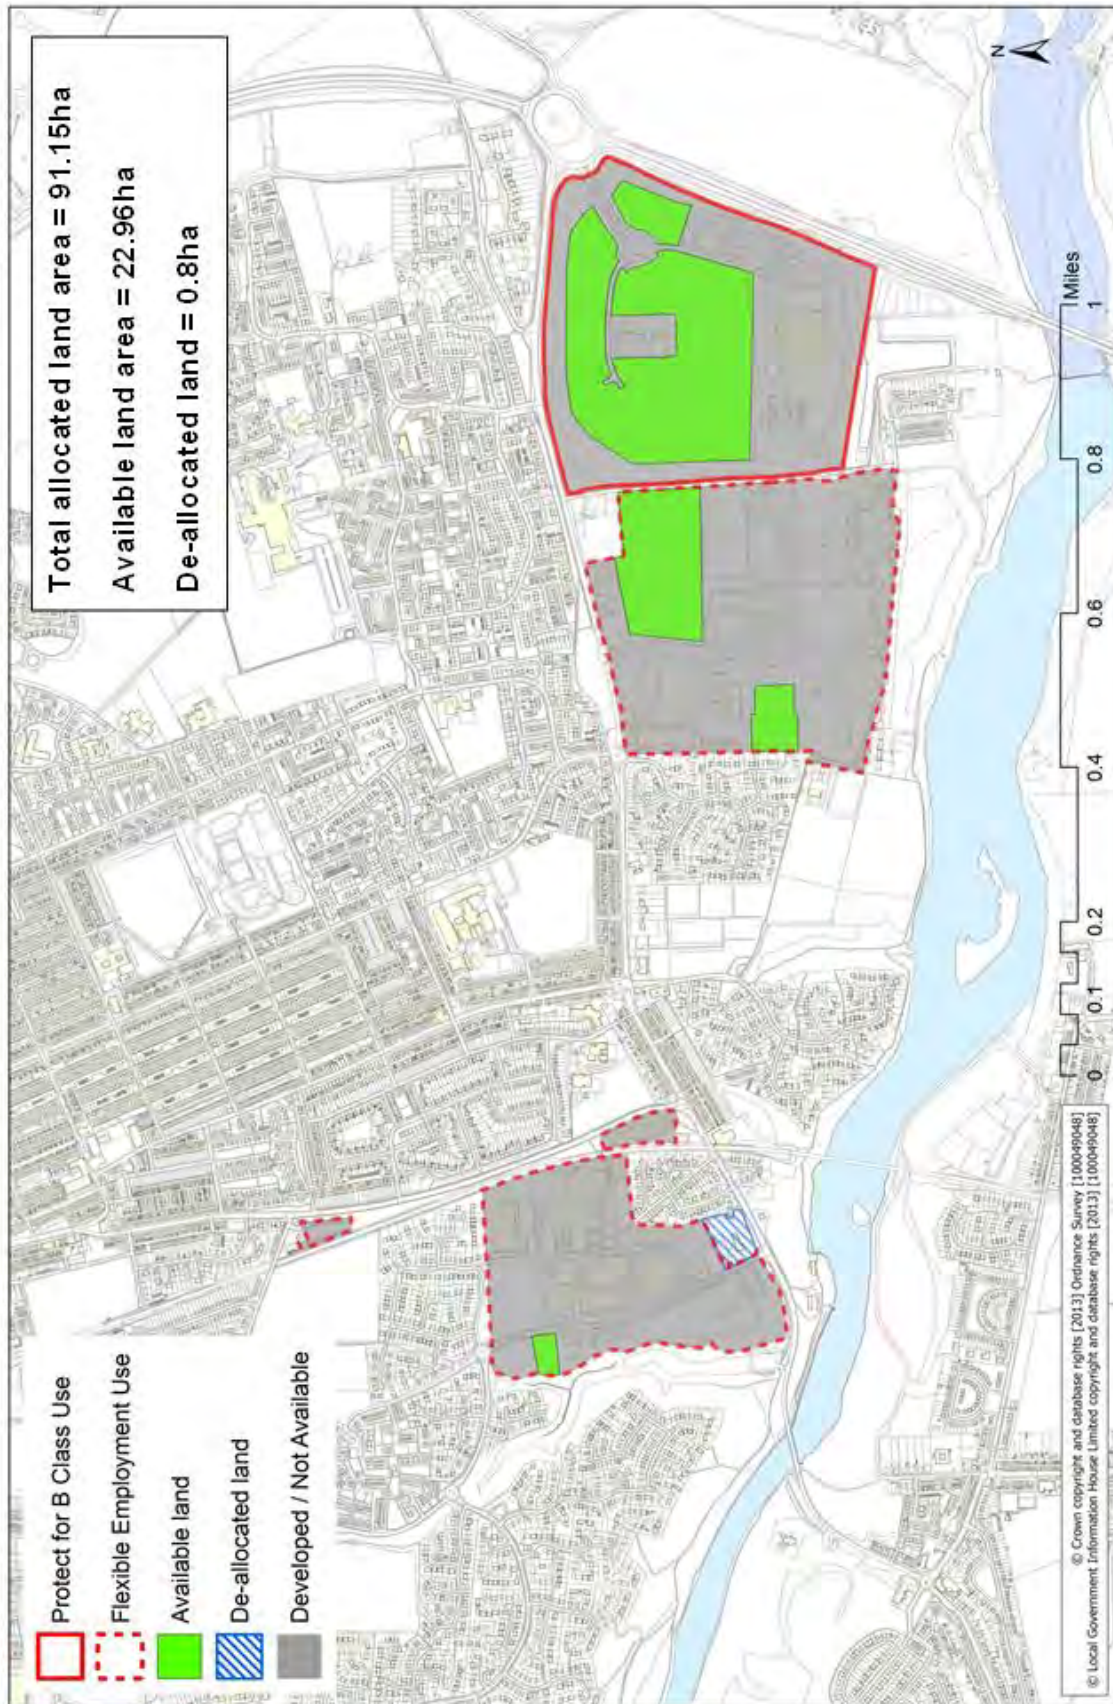 Total allocated land area = 91.15ha
Available land area = 22.96ha
De-allocated land = 0.8ha
Protect for B Class Use
Flexible Employment Use
Available land
De-allocated land
Developed / Not Available
N
0 0.1 0.2 0.4 0.6 0.8 1
Miles
© Crown copyright and database rights [2013] Ordnance Survey [100049048]
© Local Government Information House Limited copyright and database rights [2013] [100049048]